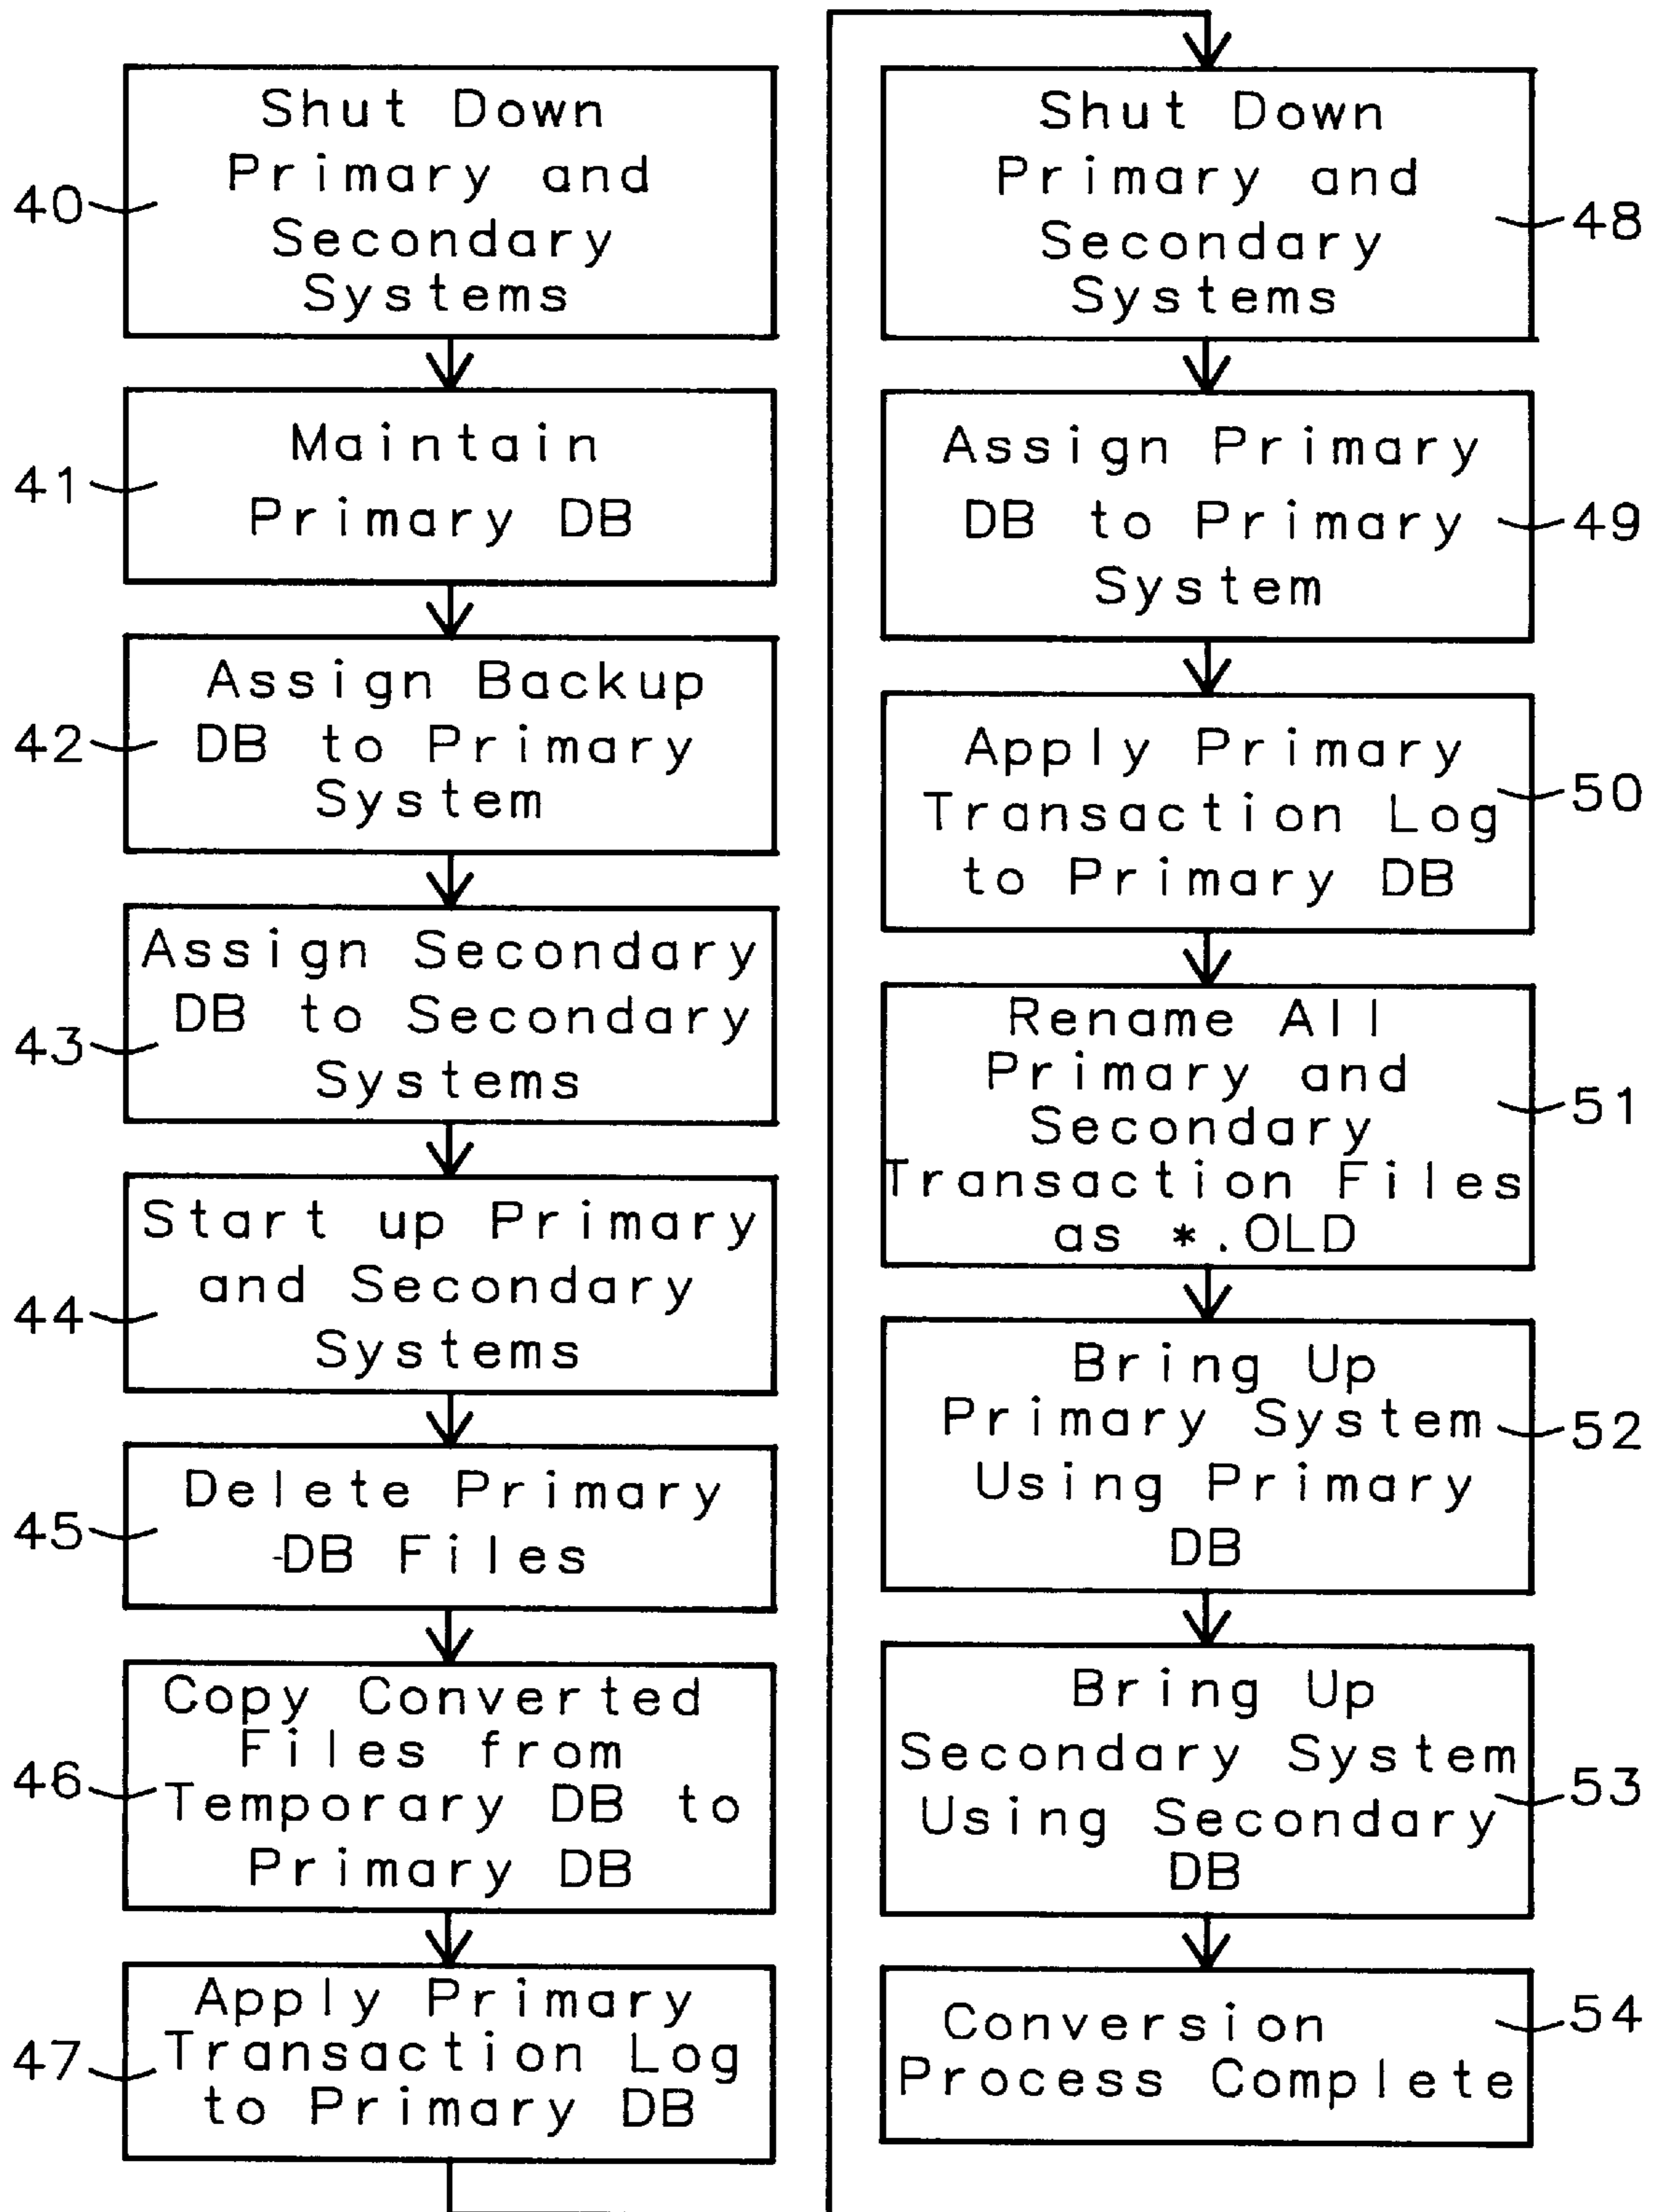 Shut Down
Primary and
Secondary
Systems
40
Maintain
Primary DB
41
Assign Backup
DB to Primary
System
42
Assign Secondary
DB to Secondary
Systems
43
Start up Primary
and Secondary
Systems
44
Delete Primary
DB Files
45
Copy Converted
Files from
Temporary DB to
Primary DB
46
Apply Primary
Transaction Log
to Primary DB
47
Shut Down
Primary and
Secondary
Systems
48
Assign Primary
DB to Primary
System
49
Apply Primary
Transaction Log
to Primary DB
50
Rename All
Primary and
Secondary
Transaction Files
as *.OLD
51
Bring Up
Primary System
Using Primary
DB
52
Bring Up
Secondary System
Using Secondary
DB
53
Conversion
Process Complete
54